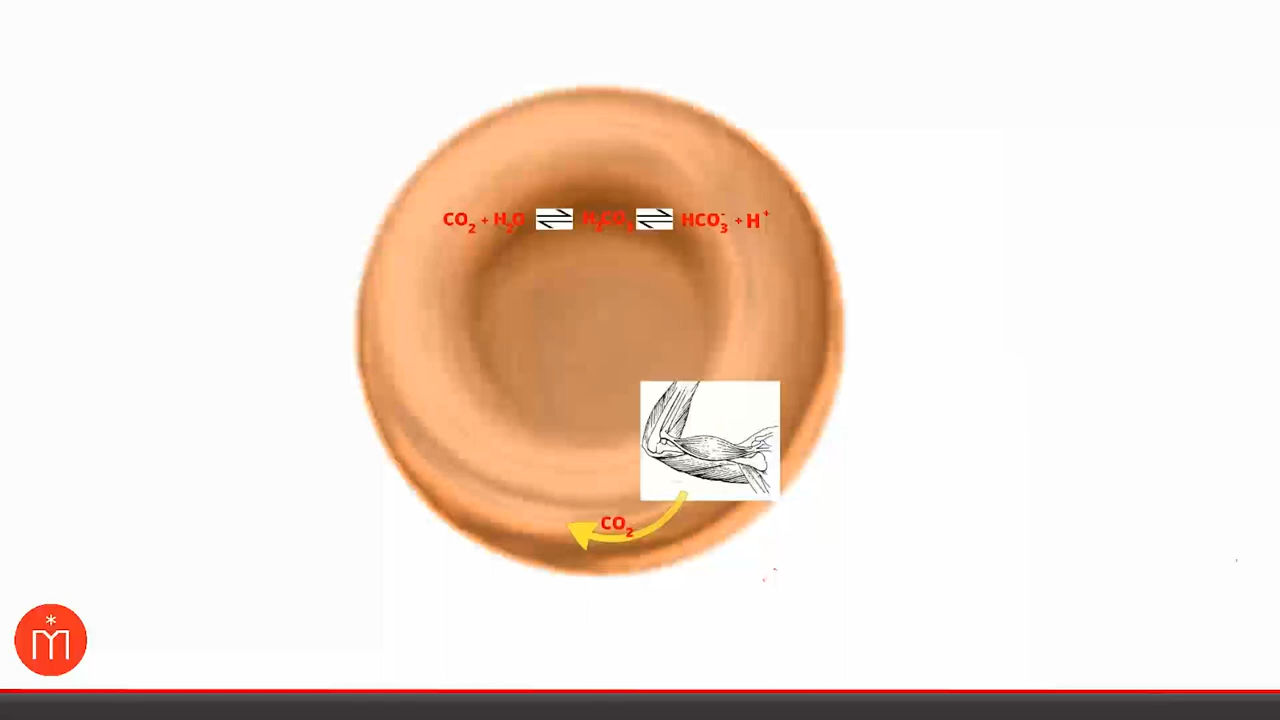 CO₂ + H₂O ⇌ H₂CO₃ ⇌ HCO₃⁻ + H⁺
CO₂